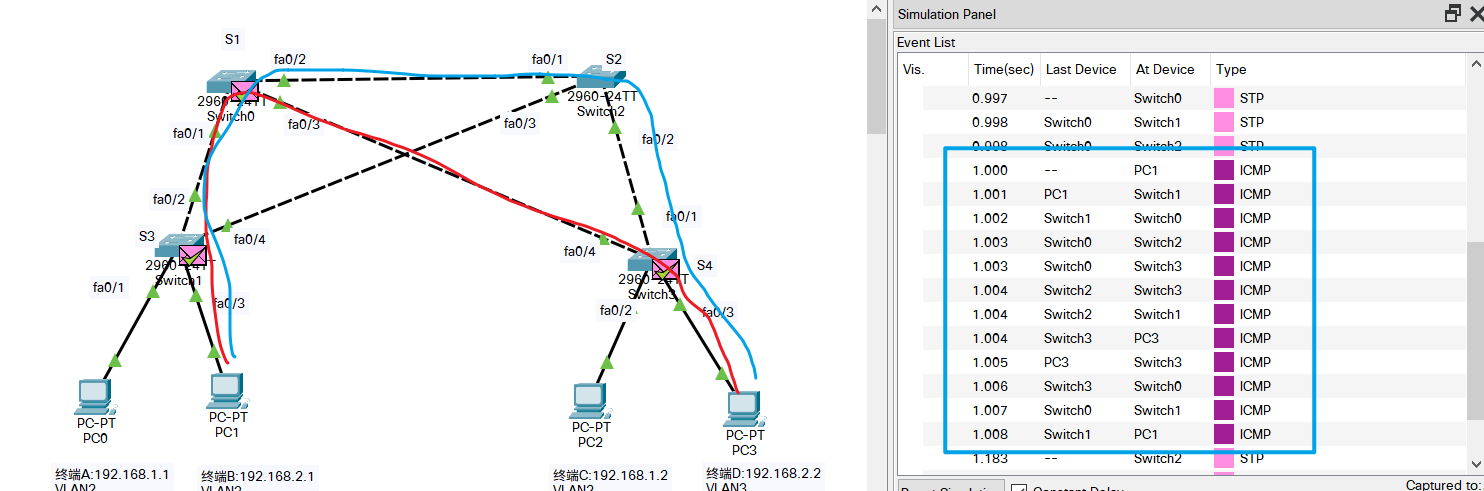 S1
fa0/2
fa0/1
S2
2960-24TT
Switch0
2960-24TT
Switch2
fa0/1
fa0/3
fa0/3
fa0/2
fa0/2
fa0/1
S3
fa0/4
fa0/4
S4
Switch1
2960-24TT
Switch3
fa0/1
fa0/3
fa0/2
fa0/3
PC-PT
PC0
PC-PT
PC1
PC-PT
PC2
PC-PT
PC3
终端A:192.168.1.1
VLAN2
终端B:192.168.2.1
终端C:192.168.1.2
VLAN2
终端D:192.168.2.2
VLAN3
Simulation Panel
Event List
Vis. Time(sec) Last Device At Device Type
0.997 -- Switch0 STP
0.998 Switch0 Switch1 STP
0.998 Switch0 Switch2 STP
1.000 -- PC1 ICMP
1.001 PC1 Switch1 ICMP
1.002 Switch1 Switch0 ICMP
1.003 Switch0 Switch2 ICMP
1.003 Switch0 Switch3 ICMP
1.004 Switch2 Switch3 ICMP
1.004 Switch2 Switch1 ICMP
1.004 Switch3 PC3 ICMP
1.005 PC3 Switch3 ICMP
1.006 Switch3 Switch0 ICMP
1.007 Switch0 Switch1 ICMP
1.008 Switch1 PC1 ICMP
1.183 -- Switch2 STP
Reset Simulation
Constant Delay
Captured to: